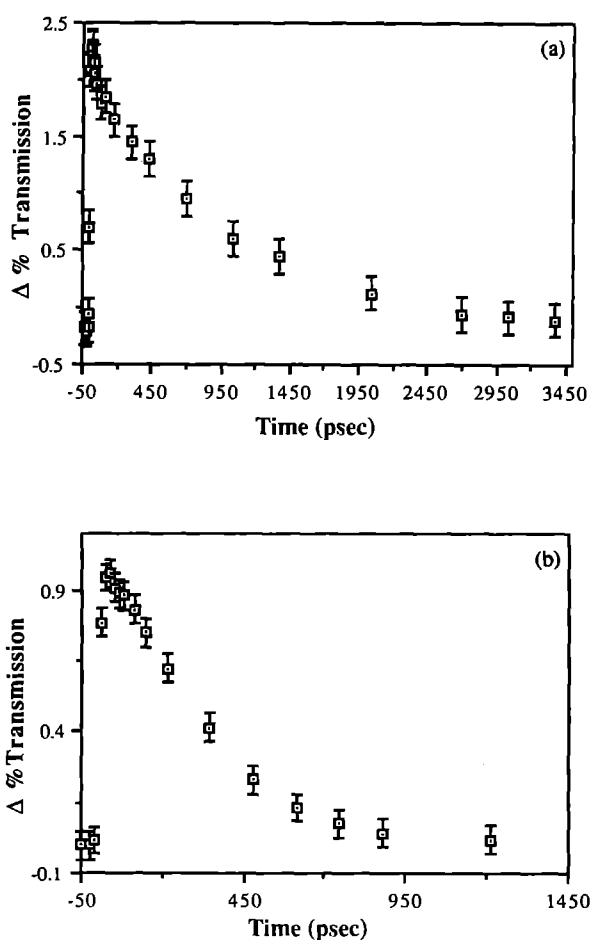 2.5
(a)
1.5
0.5
-0.5
Δ % Transmission
-50 450 950 1450 1950 2450 2950 3450
Time (psec)
(b)
0.9
0.4
-0.1
Δ %Transmission
-50 450 950 1450
Time (psec)